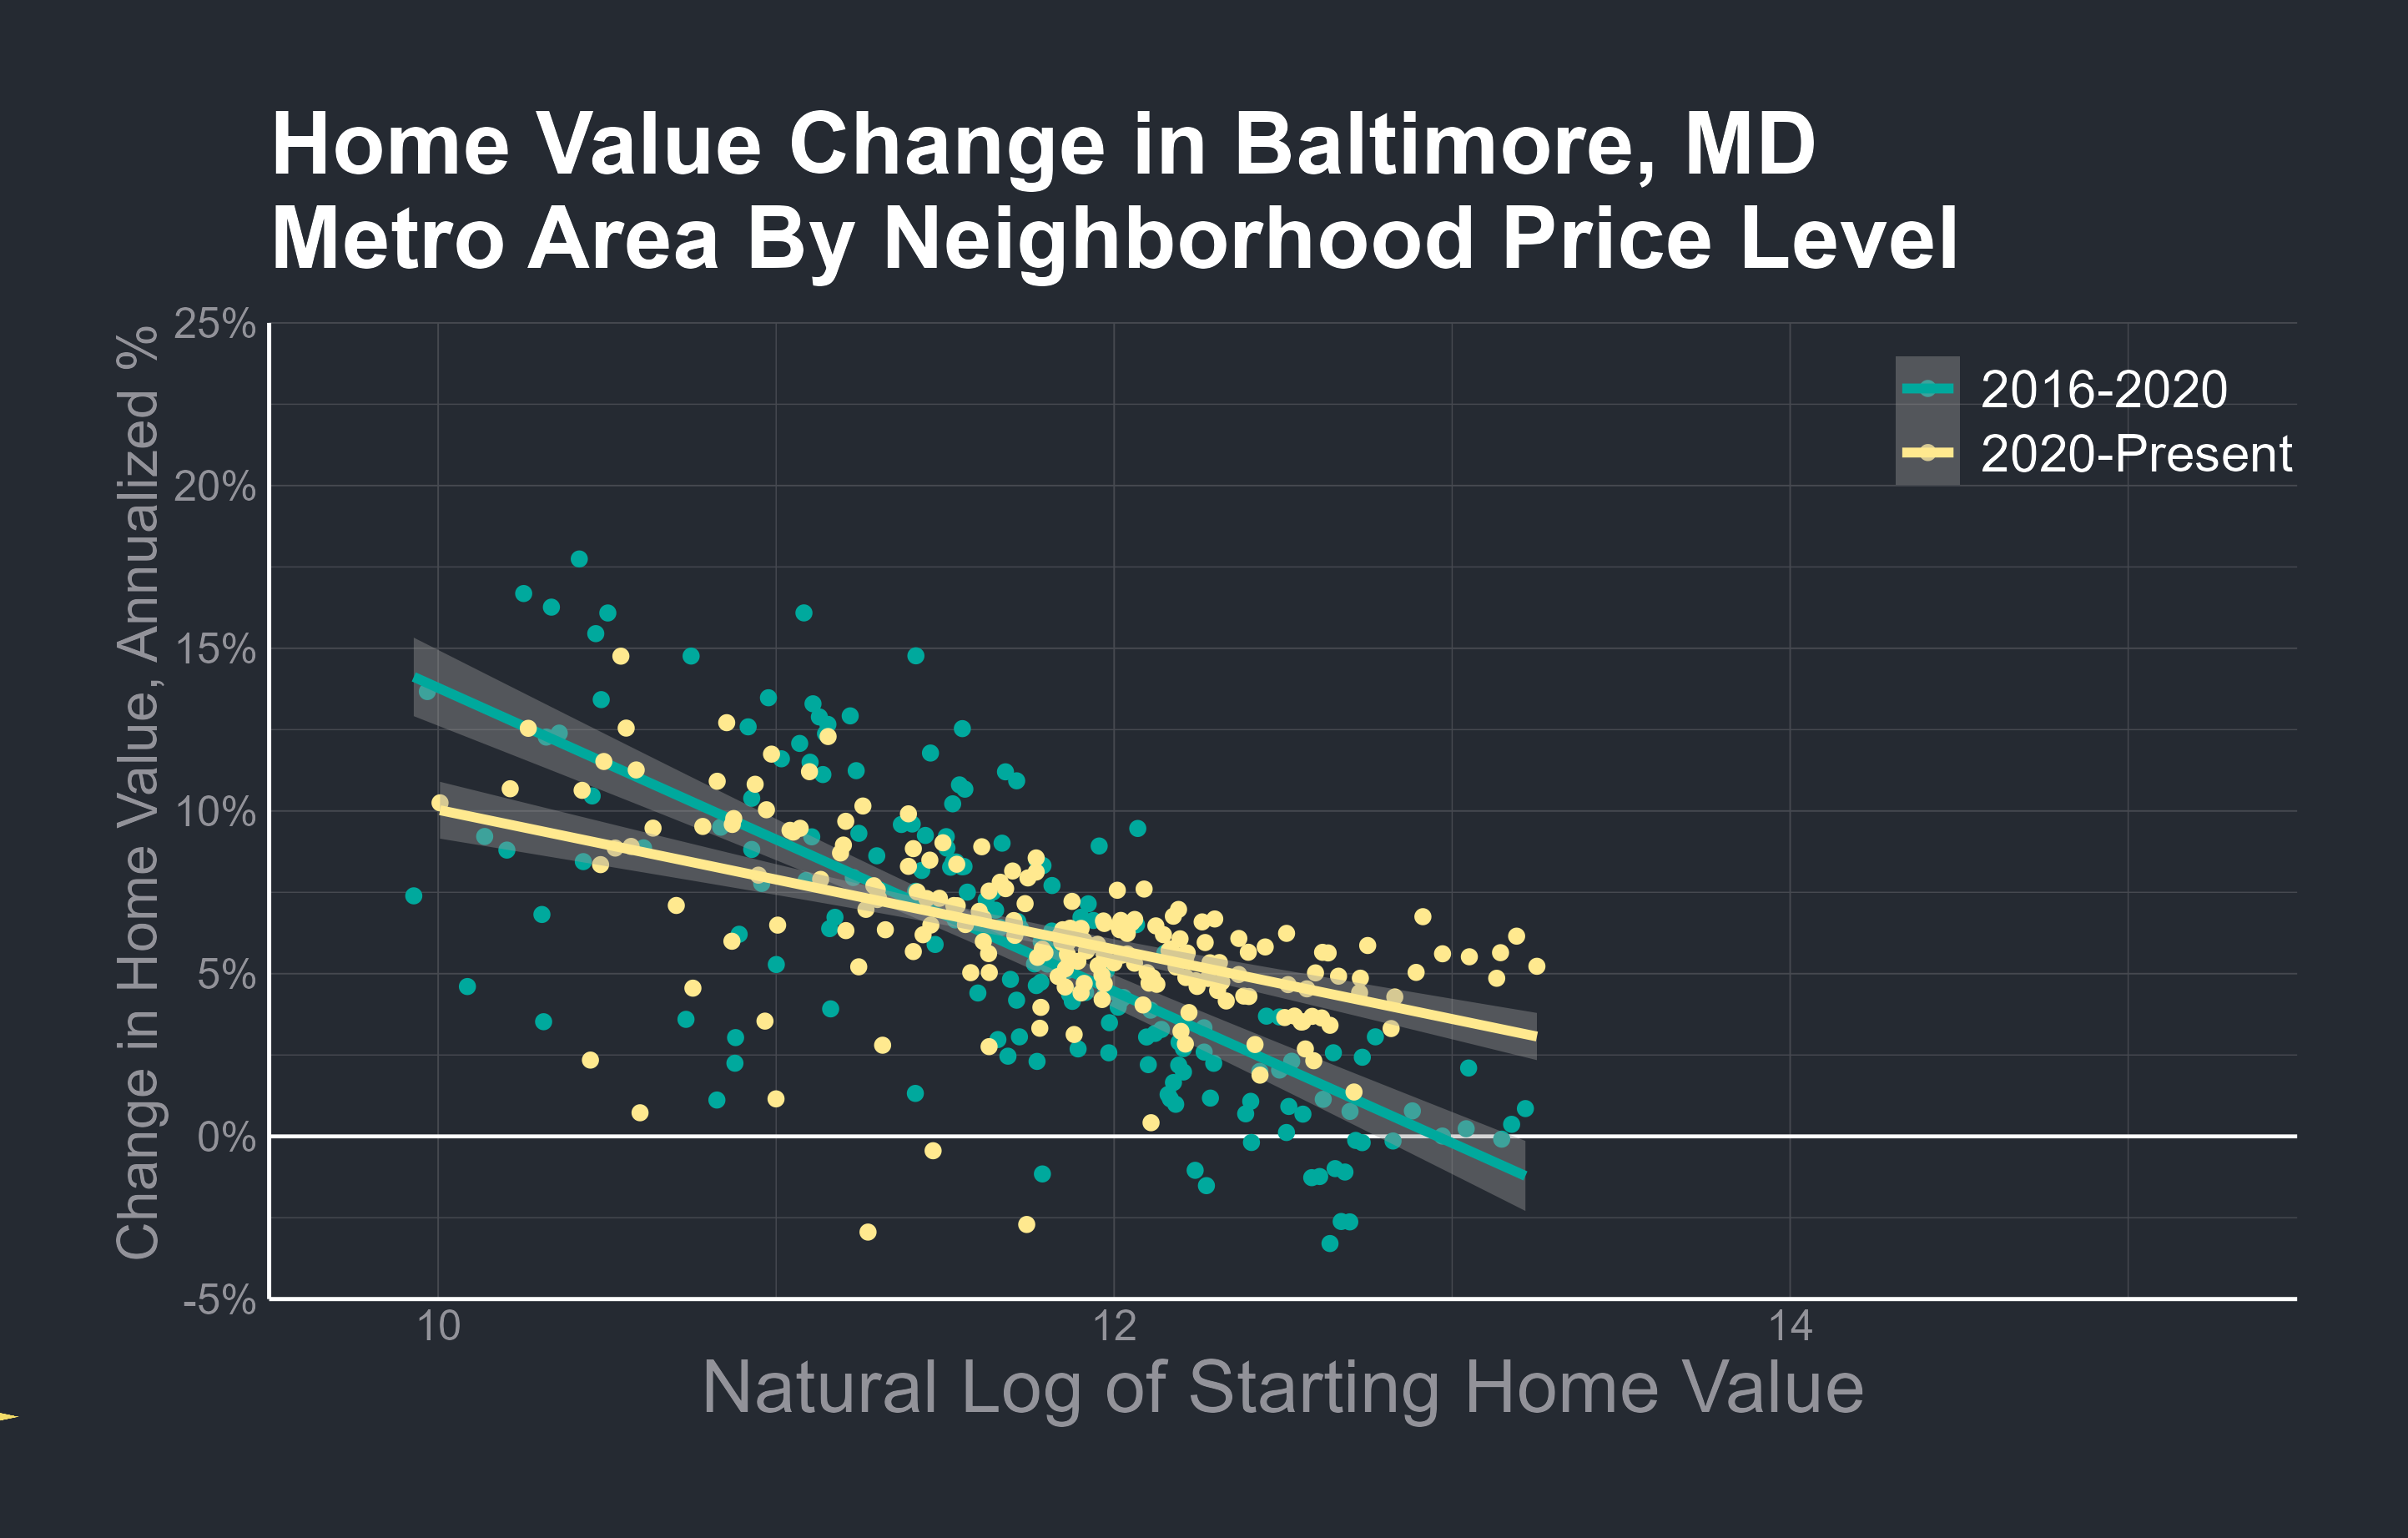 Home Value Change in Baltimore, MD
Metro Area By Neighborhood Price Level
Change in Home Value, Annualized %
25%
20%
15%
10%
5%
0%
-5%
2016-2020
2020-Present
10
12
14
Natural Log of Starting Home Value